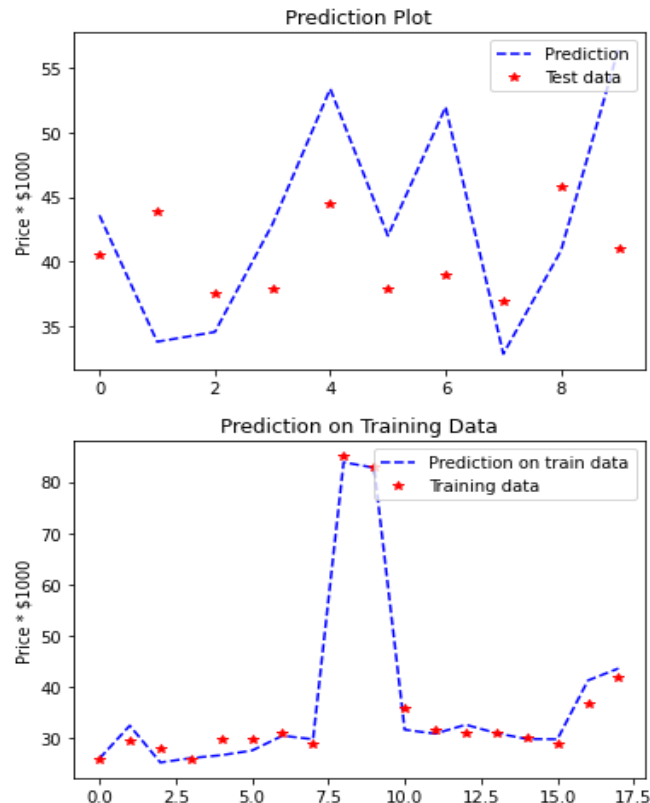 Prediction Plot
Prediction
Test data
Price * $1000
55
50
45
40
35
0 2 4 6 8
Prediction on Training Data
Prediction on train data
Training data
Price * $1000
80
70
60
50
40
30
0.0 2.5 5.0 7.5 10.0 12.5 15.0 17.5